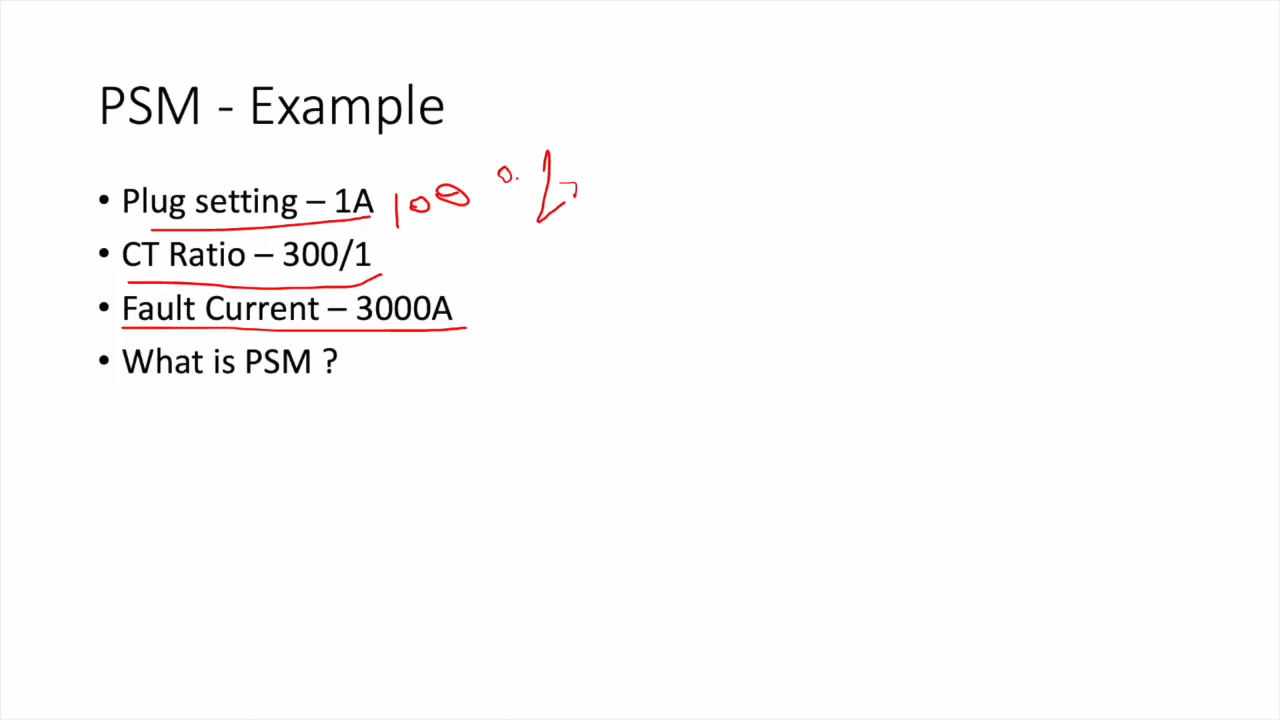 PSM - Example
• Plug setting – 1A 100 %
• CT Ratio – 300/1
• Fault Current – 3000A
• What is PSM ?